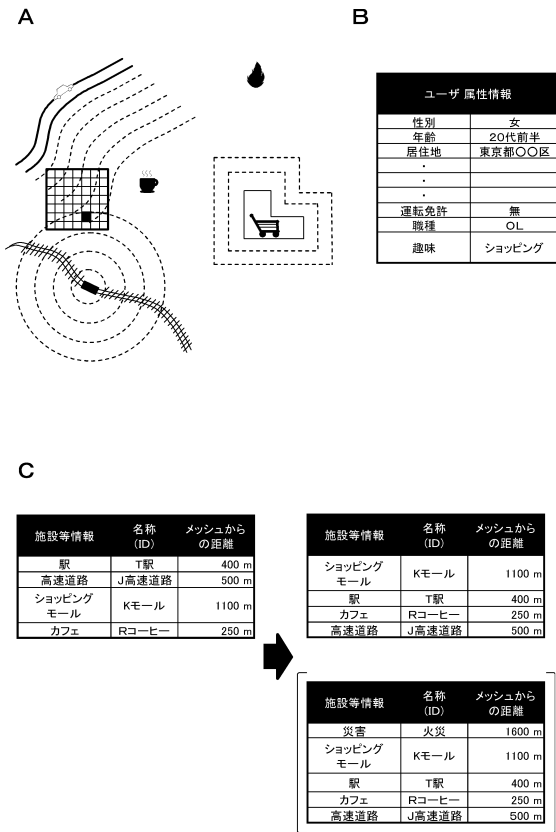 A
B
ユーザ 属性情報
性別 女
年齢 20代前半
居住地 東京都〇〇区
・
・
・
運転免許 無
職種 OL
趣味 ショッピング
C
施設等情報 名称 (ID) メッシュから の距離
駅 T駅 400 m
高速道路 J高速道路 500 m
ショッピング モール Kモール 1100 m
カフェ Rコーヒー 250 m
施設等情報 名称 (ID) メッシュから の距離
ショッピング モール Kモール 1100 m
駅 T駅 400 m
カフェ Rコーヒー 250 m
高速道路 J高速道路 500 m
施設等情報 名称 (ID) メッシュから の距離
災害 火災 1600 m
ショッピング モール Kモール 1100 m
駅 T駅 400 m
カフェ Rコーヒー 250 m
高速道路 J高速道路 500 m